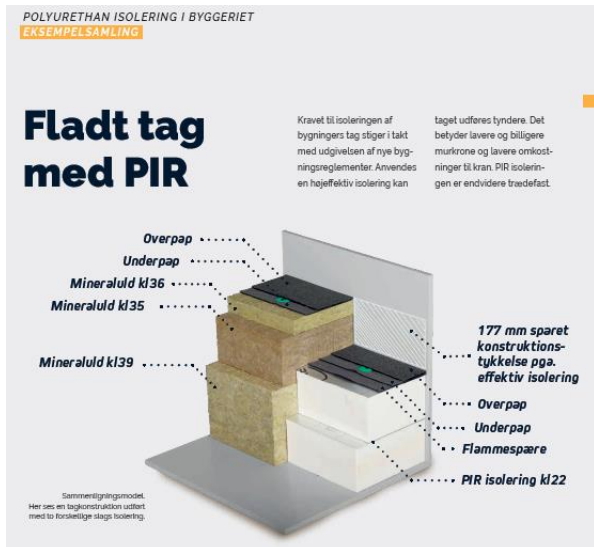 POLYURETHAN ISOLERING I BYGGERIET
EKSEMPELSAMLING
Fladt tag
med PIR
Kravet til isoleringen af
bygningers tag stiger i takt
med udgivelsen af nye byg-
ningsreglementer. Anvendes
en højeffektiv isolering kan
taget udføres tyndere. Det
betyder lavere og billigere
murkrone og lavere omkost-
ninger til kran. PIR isolerin-
gen er endvidere trædefast.
Overpap
Underpap
Mineraluld kl36
Mineraluld kl35
Mineraluld kl39
177 mm sparet
konstruktions-
tykkelse pga.
effektiv isolering
Overpap
Underpap
Flammespære
PIR isolering kl22
Sammenligningsmodel.
Her ses en tagkonstruktion udført
med to forskellige slags isolering.